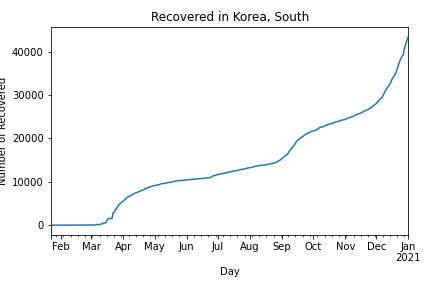 Recovered in Korea, South
40000
30000
20000
10000
0
Number of Recovered
Feb Mar Apr May Jun Jul Aug Sep Oct Nov Dec Jan
2021
Day